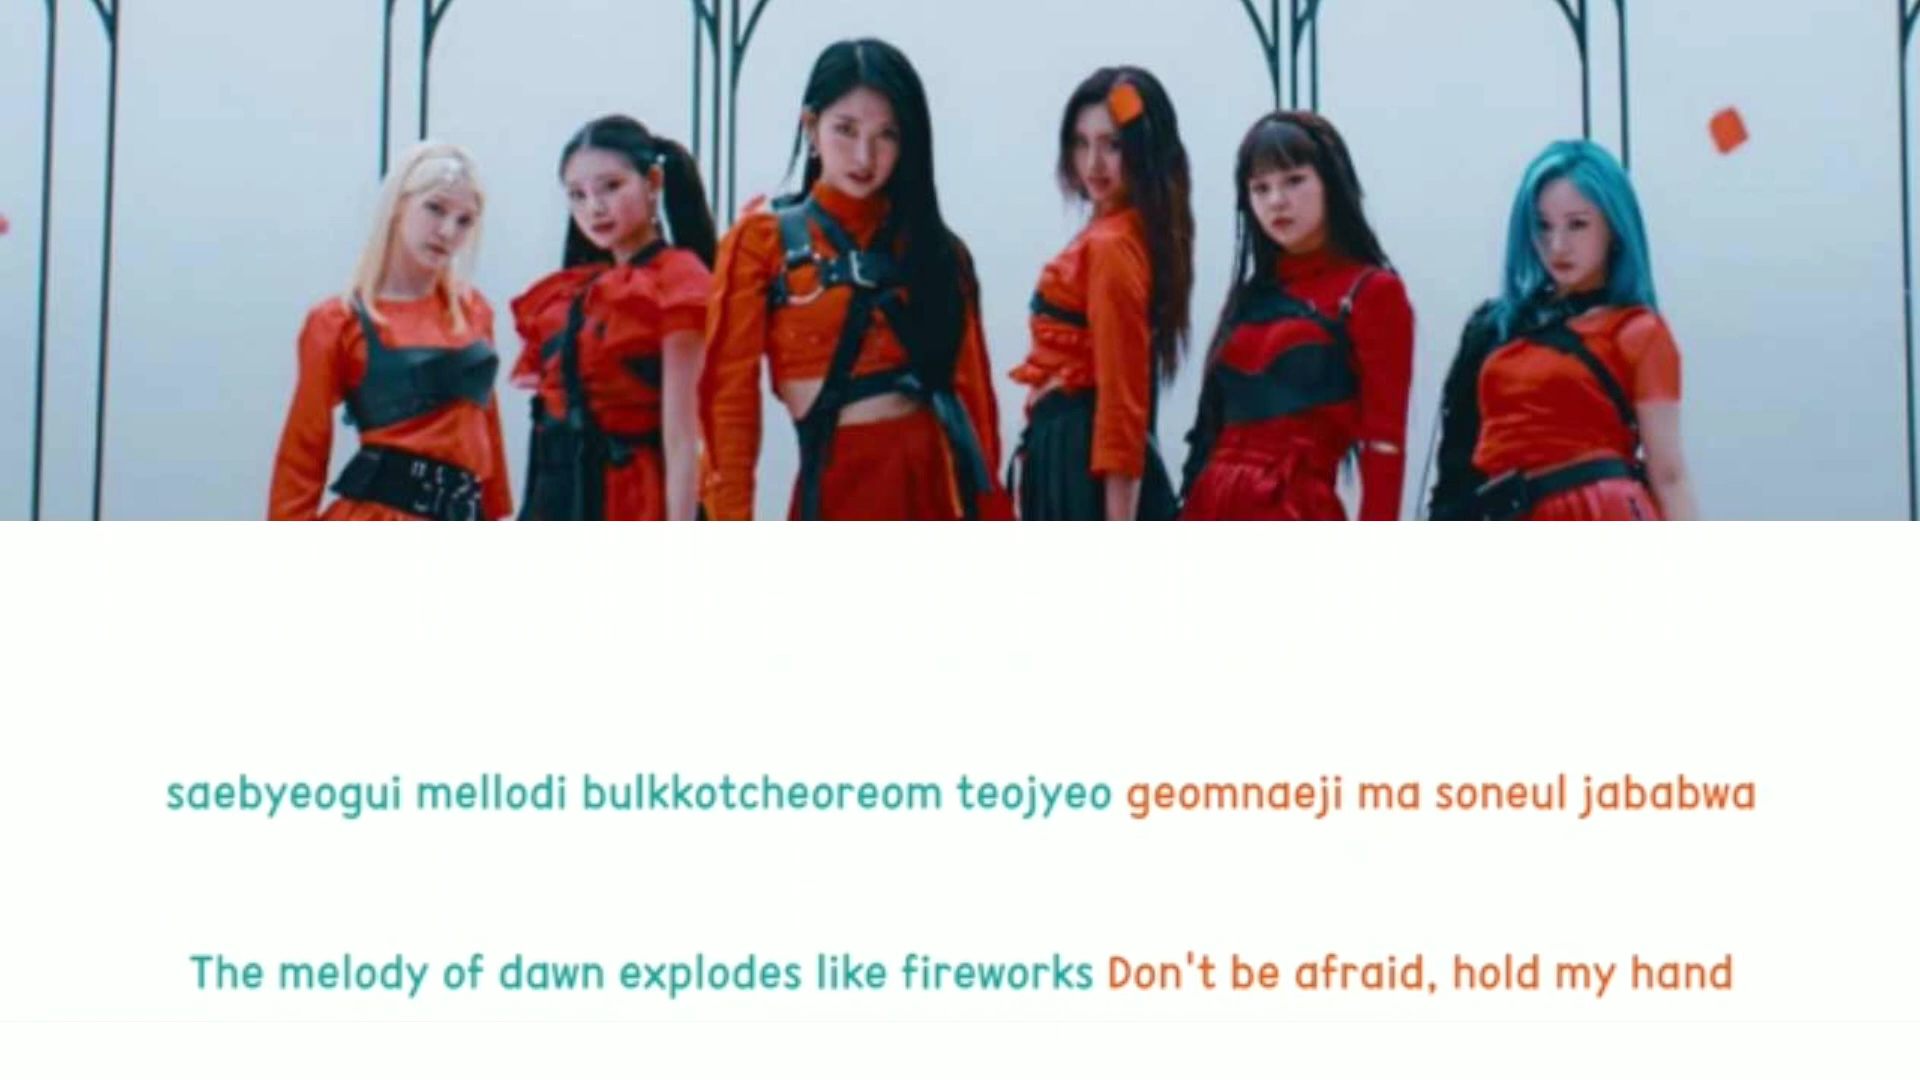 saebyeogui mellodi bulkkotcheoreom teojyeo geomnaeji ma soneul jababwa
The melody of dawn explodes like fireworks Don't be afraid, hold my hand